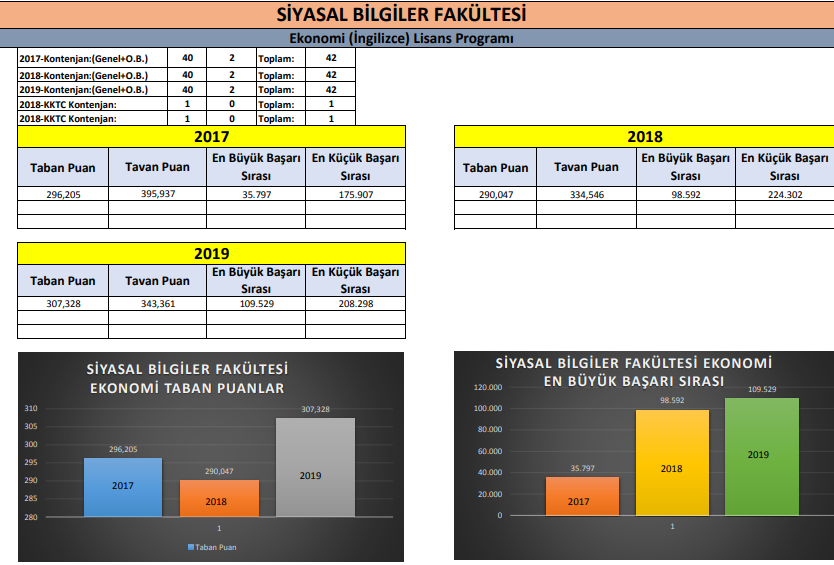 SİYASAL BİLGİLER FAKÜLTESİ
Ekonomi (İngilizce) Lisans Programı
2017-Kontenjan:(Genel+O.B.) 40 2 Toplam: 42
2018-Kontenjan:(Genel+O.B.) 40 2 Toplam: 42
2019-Kontenjan:(Genel+O.B.) 40 2 Toplam: 42
2018-KKTC Kontenjan: 1 0 Toplam: 1
2018-KKTC Kontenjan: 1 0 Toplam: 1
2017
Taban Puan Tavan Puan En Büyük Başarı Sırası En Küçük Başarı Sırası
296,205 395,937 35.797 175.907
2018
Taban Puan Tavan Puan En Büyük Başarı Sırası En Küçük Başarı Sırası
290,047 334,546 98.592 224.302
2019
Taban Puan Tavan Puan En Büyük Başarı Sırası En Küçük Başarı Sırası
307,328 343,361 109.529 208.298
SİYASAL BİLGİLER FAKÜLTESİ
EKONOMİ TABAN PUANLAR
310
305
300
295
290
285
280
296,205
290,047
307,328
2017
2018
2019
1
Taban Puan
SİYASAL BİLGİLER FAKÜLTESİ EKONOMİ
EN BÜYÜK BAŞARI SIRASI
120.000
100.000
80.000
60.000
40.000
20.000
0
35.797
98.592
109.529
2017
2018
2019
1